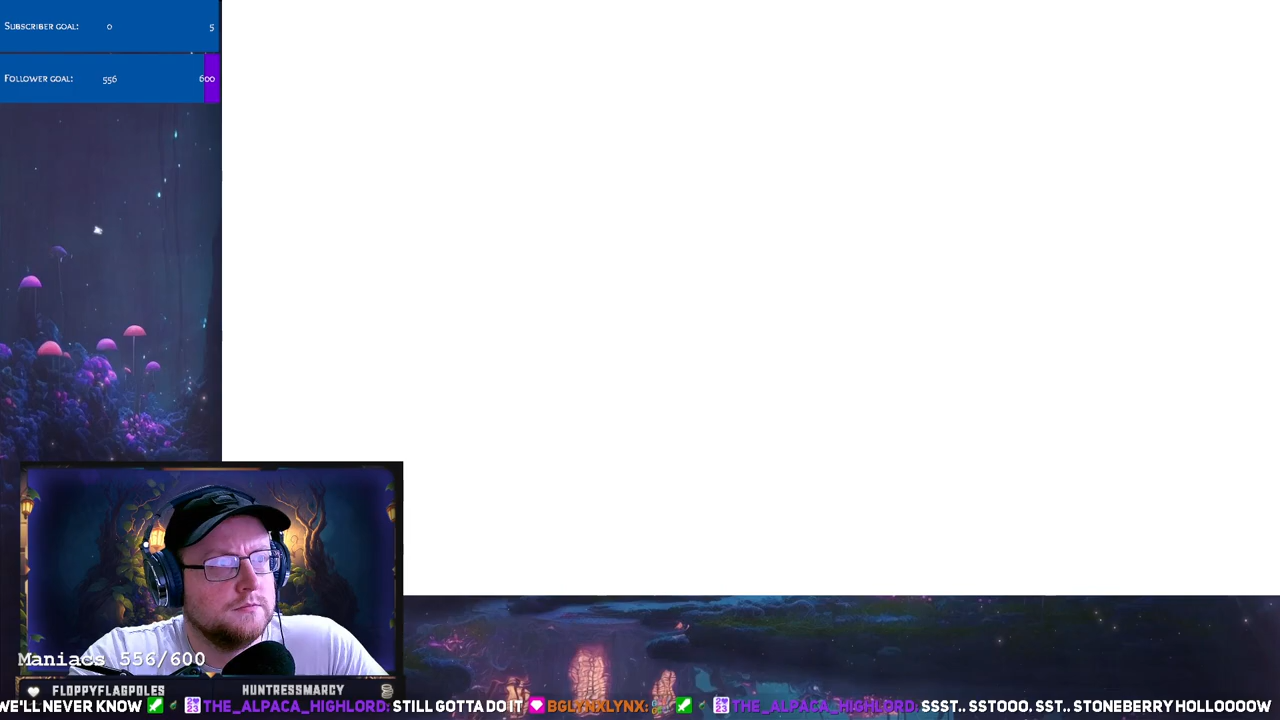 SUBSCRIBER GOAL: 0 5
FOLLOWER GOAL: 556 600
Maniacs 556/600
FLOPPYFLAGPOLES HUNTRESSMARCY
WE'LL NEVER KNOW THE_ALPACA_HIGHLORD: STILL GOTTA DO IT BGLYNXLYNX: THE_ALPACA_HIGHLORD: SSST.. SSTOOO. SST.. STONEBERRY HOLLOOOOW